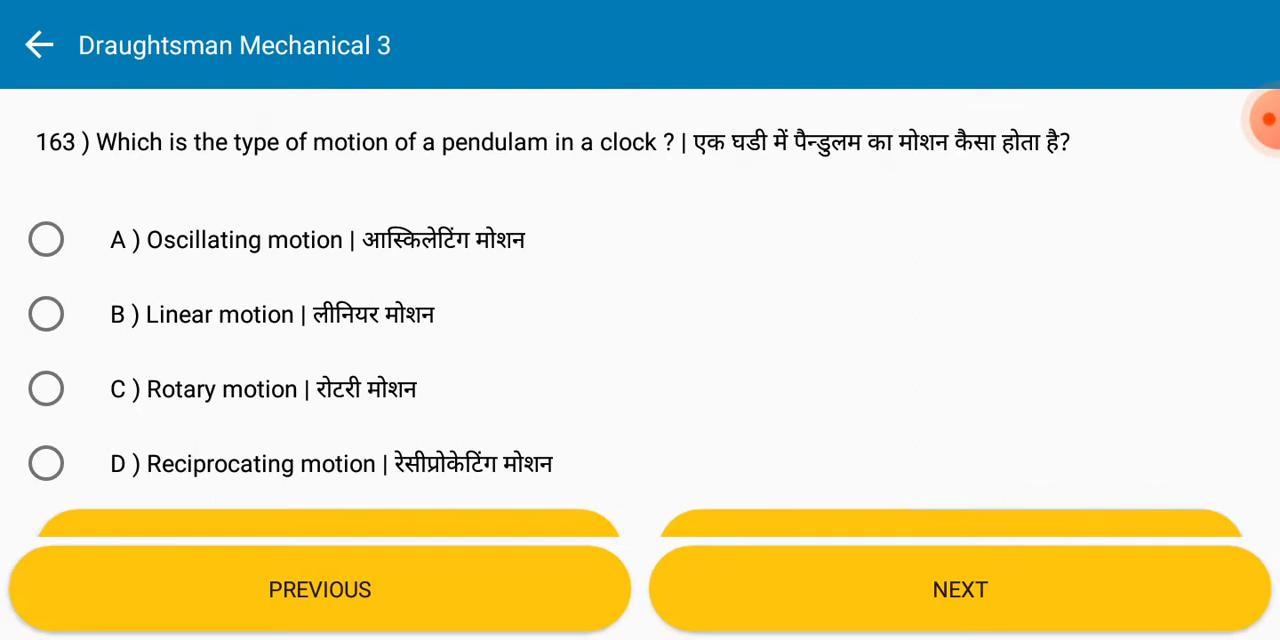 Draughtsman Mechanical 3
163 ) Which is the type of motion of a pendulam in a clock ? | एक घडी में पैन्डुलम का मोशन कैसा होता है?
A ) Oscillating motion | आस्किलेटिंग मोशन
B ) Linear motion | लीनियर मोशन
C ) Rotary motion | रोटरी मोशन
D ) Reciprocating motion | रेसीप्रोकेटिंग मोशन
PREVIOUS NEXT